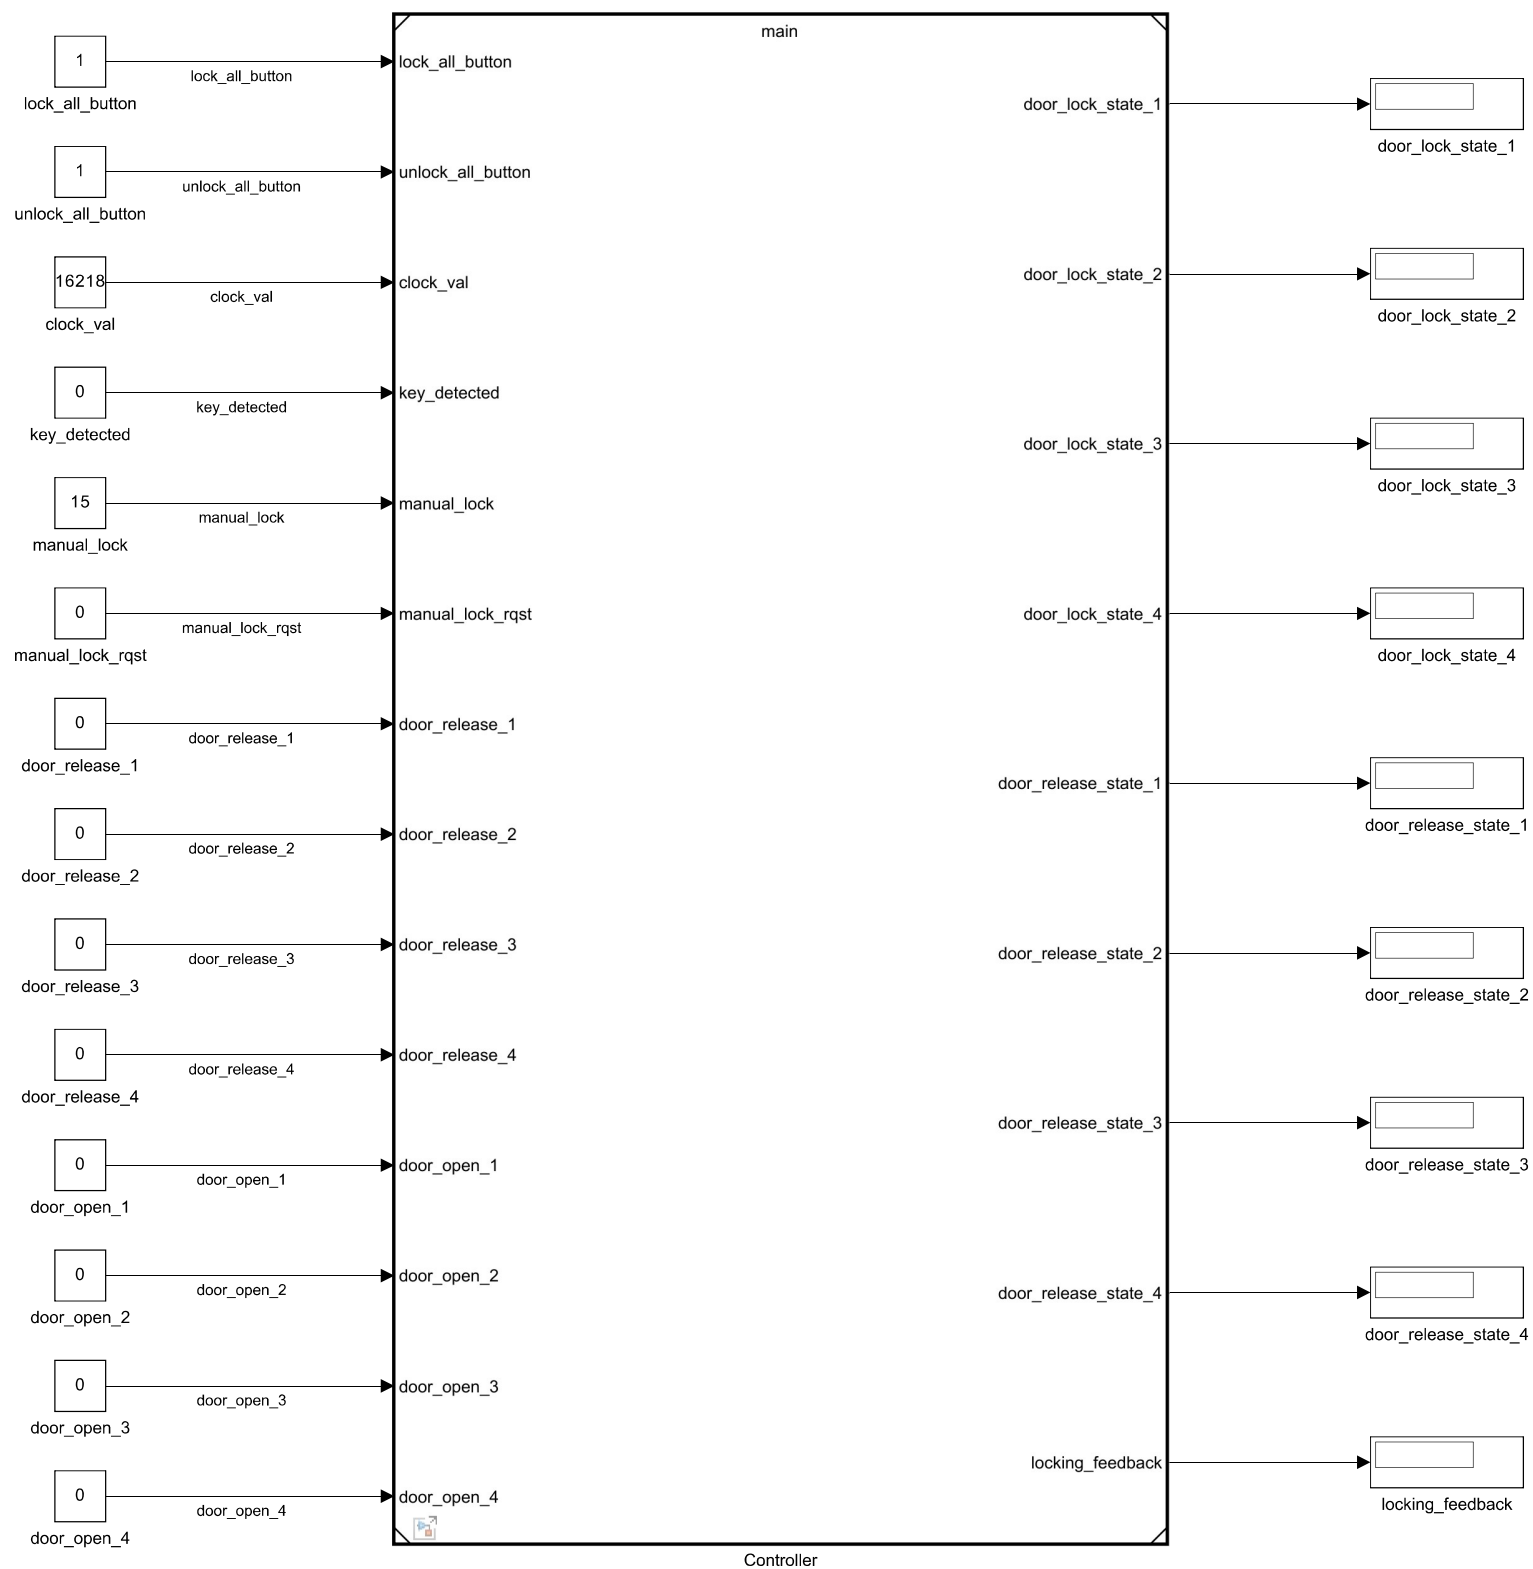 main
1
lock_all_button
lock_all_button
lock_all_button
1
unlock_all_button
unlock_all_button
unlock_all_button
16218
clock_val
clock_val
clock_val
0
key_detected
key_detected
key_detected
15
manual_lock
manual_lock
manual_lock
0
manual_lock_rqst
manual_lock_rqst
manual_lock_rqst
0
door_release_1
door_release_1
door_release_1
0
door_release_2
door_release_2
door_release_2
0
door_release_3
door_release_3
door_release_3
0
door_release_4
door_release_4
door_release_4
0
door_open_1
door_open_1
door_open_1
0
door_open_2
door_open_2
door_open_2
0
door_open_3
door_open_3
door_open_3
0
door_open_4
door_open_4
door_open_4
door_lock_state_1
door_lock_state_1
door_lock_state_2
door_lock_state_2
door_lock_state_3
door_lock_state_3
door_lock_state_4
door_lock_state_4
door_release_state_1
door_release_state_1
door_release_state_2
door_release_state_2
door_release_state_3
door_release_state_3
door_release_state_4
door_release_state_4
locking_feedback
locking_feedback
Controller